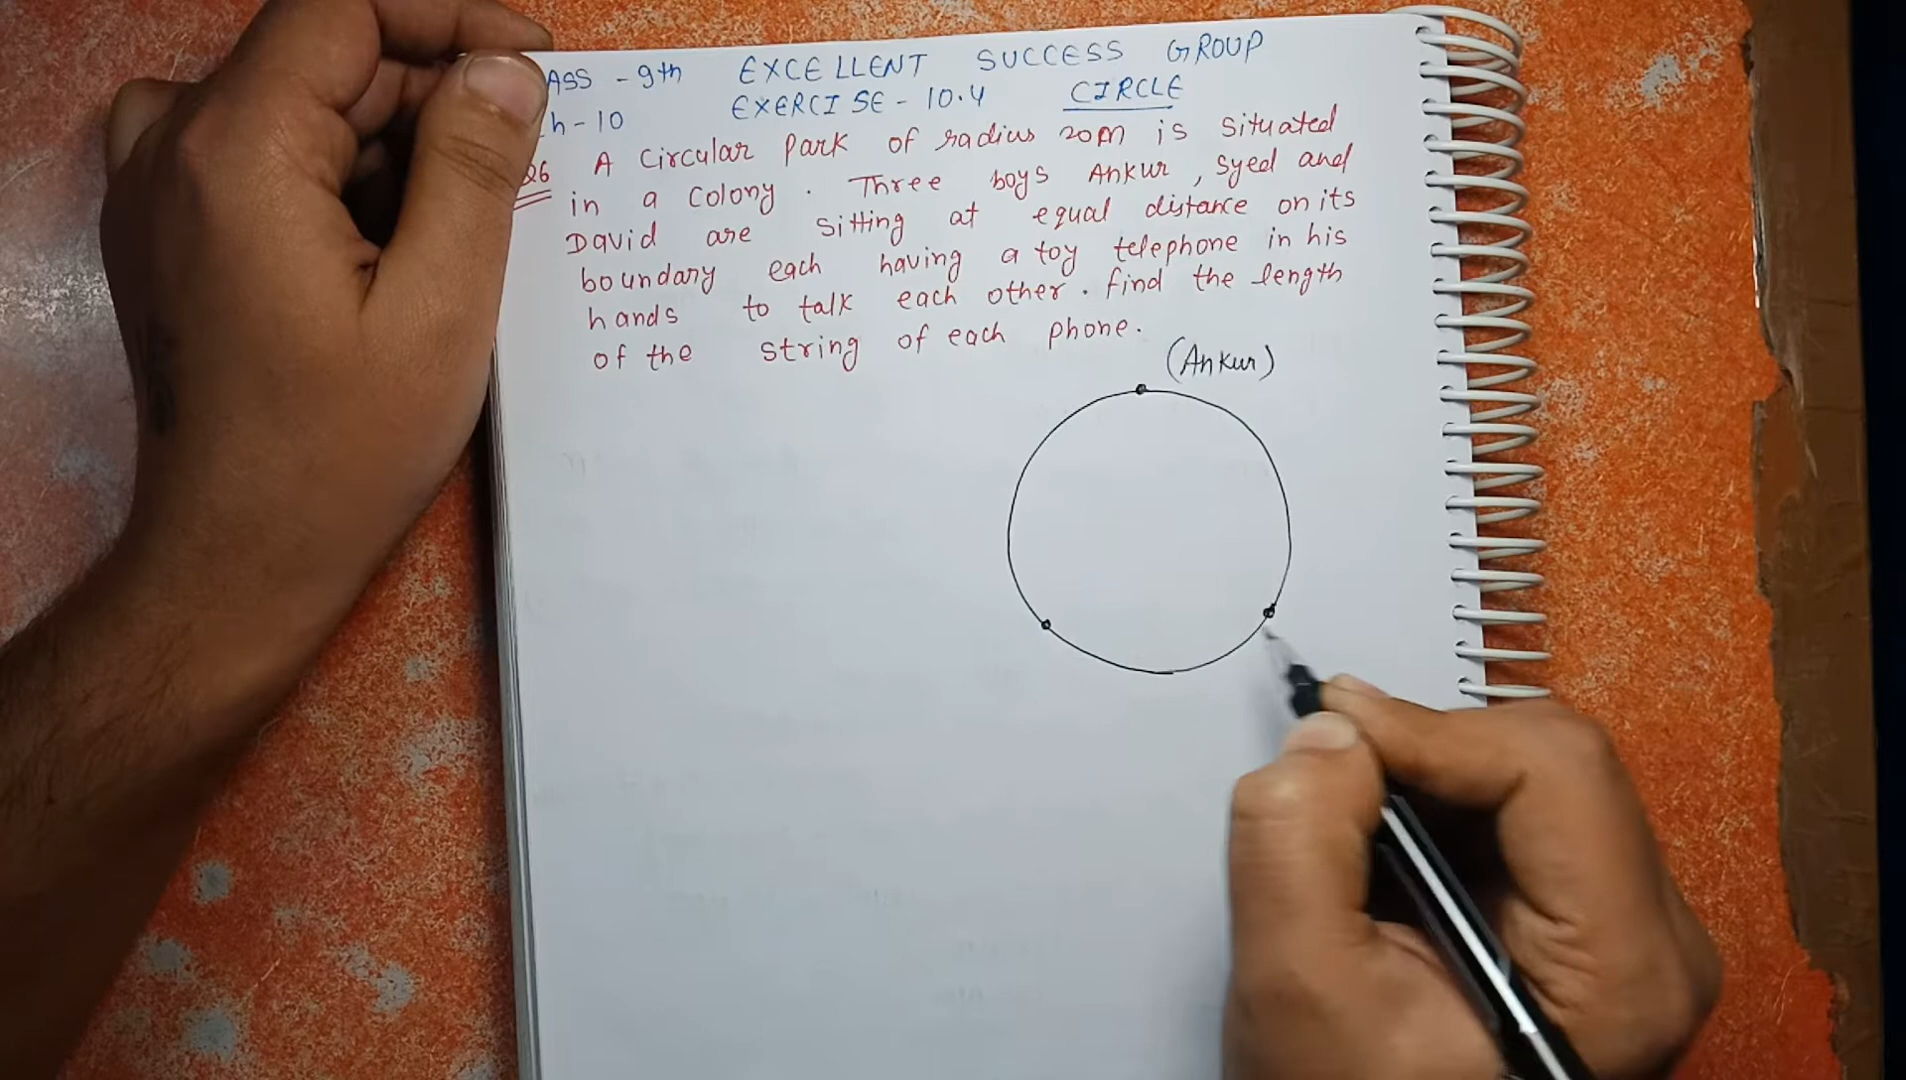 ASS - 9th EXCELLENT SUCCESS GROUP
h - 10 EXERCISE - 10.4 CIRCLE
Q6 A Circular Park of radius 20m is situated
in a Colony . Three boys Ankur , Syed and
David are sitting at equal distance on its
boundary each having a toy telephone in his
hands to talk each other . find the length
of the string of each phone .
(Ankur)